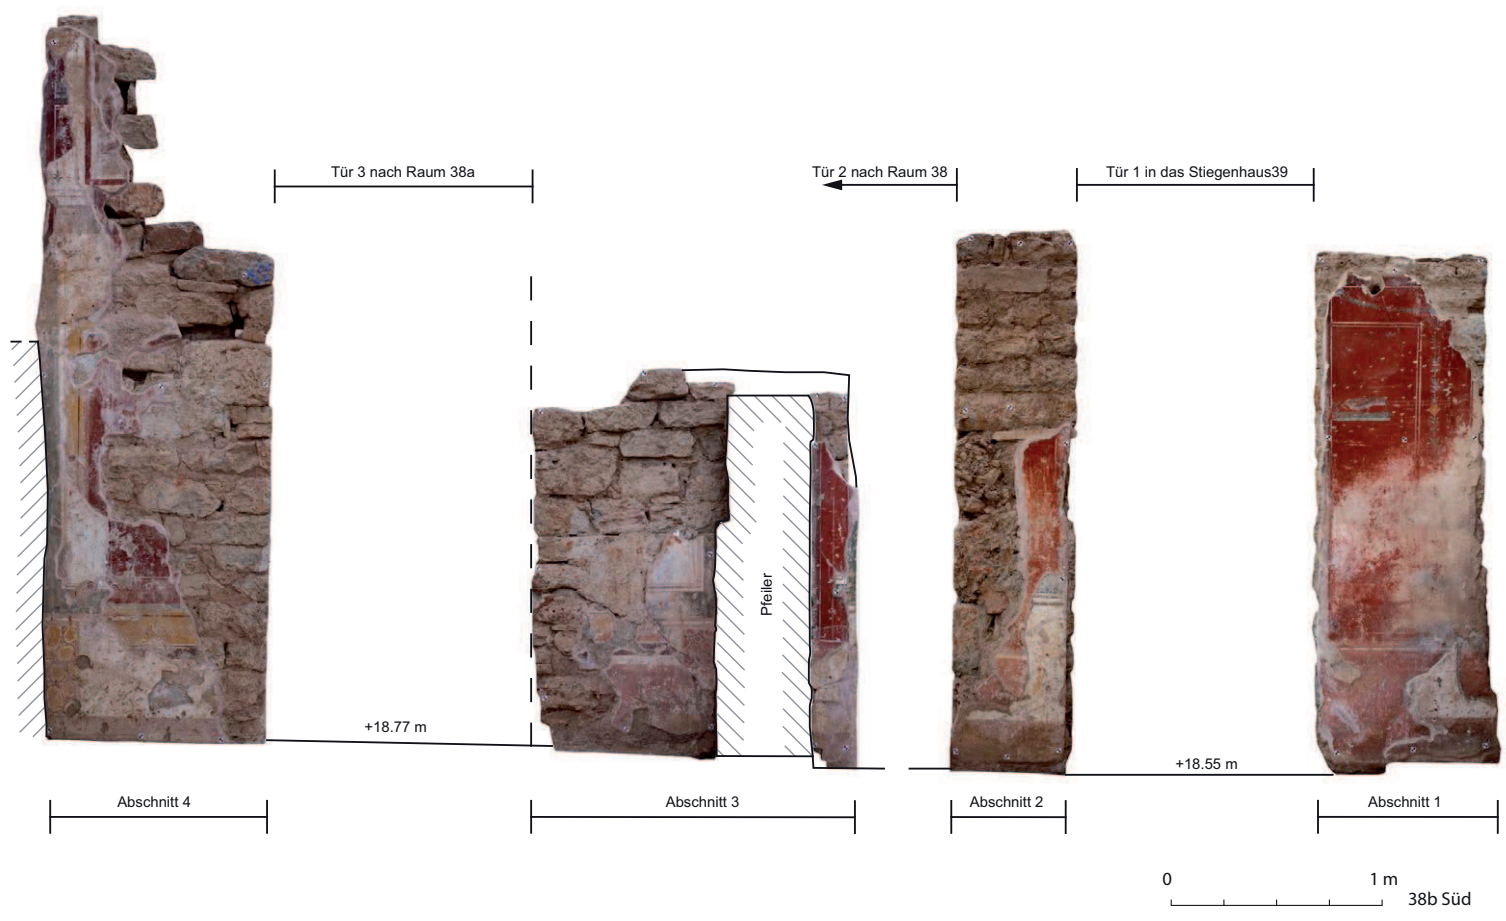 Tür 3 nach Raum 38a
Tür 2 nach Raum 38
Tür 1 in das Stiegenhaus39
Pfeiler
+18.77 m
+18.55 m
Abschnitt 4
Abschnitt 3
Abschnitt 2
Abschnitt 1
0
1 m
38b Süd